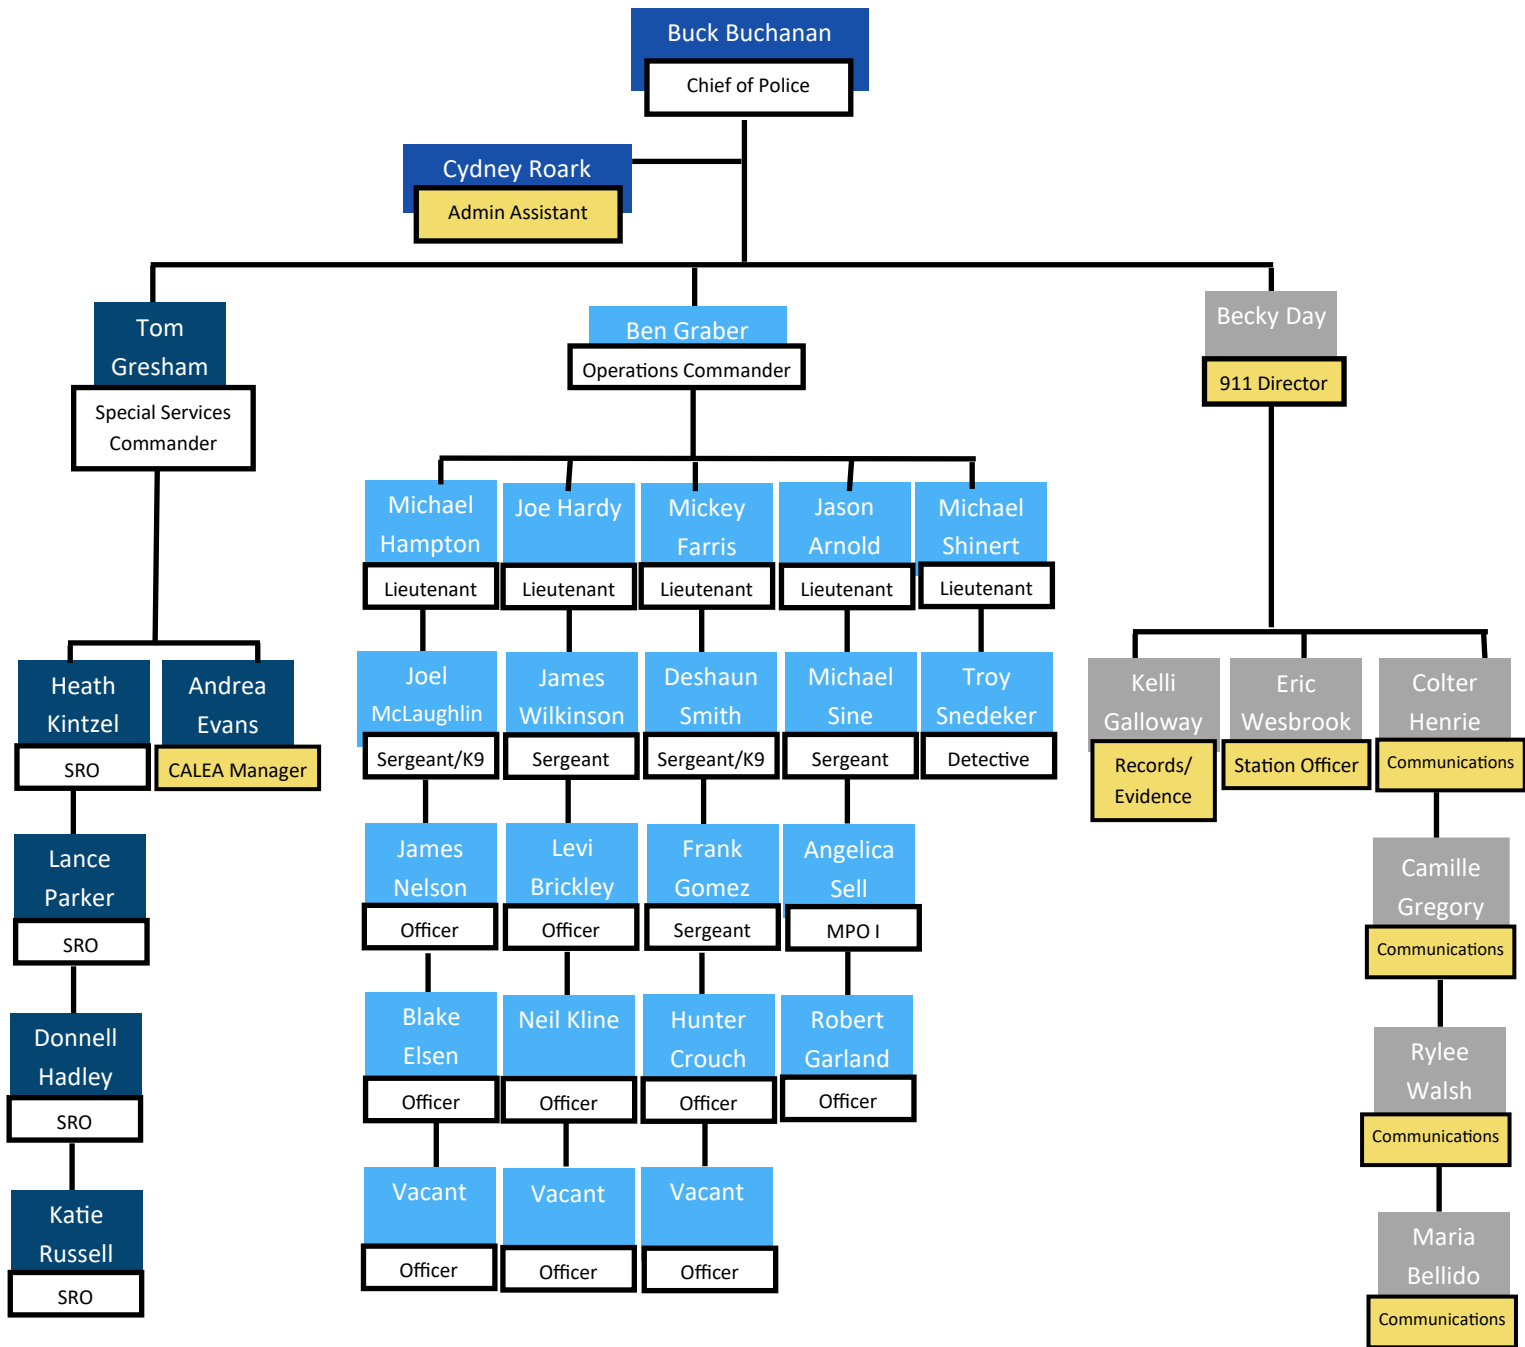 Buck Buchanan
Chief of Police
Cydney Roark
Admin Assistant
Tom
Gresham
Special Services
Commander
Ben Graber
Operations Commander
Becky Day
911 Director
Michael
Hampton
Lieutenant
Joe Hardy
Lieutenant
Mickey
Farris
Lieutenant
Jason
Arnold
Lieutenant
Michael
Shinert
Lieutenant
Heath
Kintzel
SRO
Andrea
Evans
CALEA Manager
Joel
McLaughlin
Sergeant/K9
James
Wilkinson
Sergeant
Deshaun
Smith
Sergeant/K9
Michael
Sine
Sergeant
Troy
Snedeker
Detective
Kelli
Galloway
Records/
Evidence
Eric
Wesbrook
Station Officer
Colter
Henrie
Communications
Lance
Parker
SRO
James
Nelson
Officer
Levi
Brickley
Officer
Frank
Gomez
Sergeant
Angelica
Sell
MPO I
Camille
Gregory
Communications
Donnell
Hadley
SRO
Blake
Elsen
Officer
Neil Kline
Officer
Hunter
Crouch
Officer
Robert
Garland
Officer
Rylee
Walsh
Communications
Katie
Russell
SRO
Vacant
Officer
Vacant
Officer
Vacant
Officer
Maria
Bellido
Communications